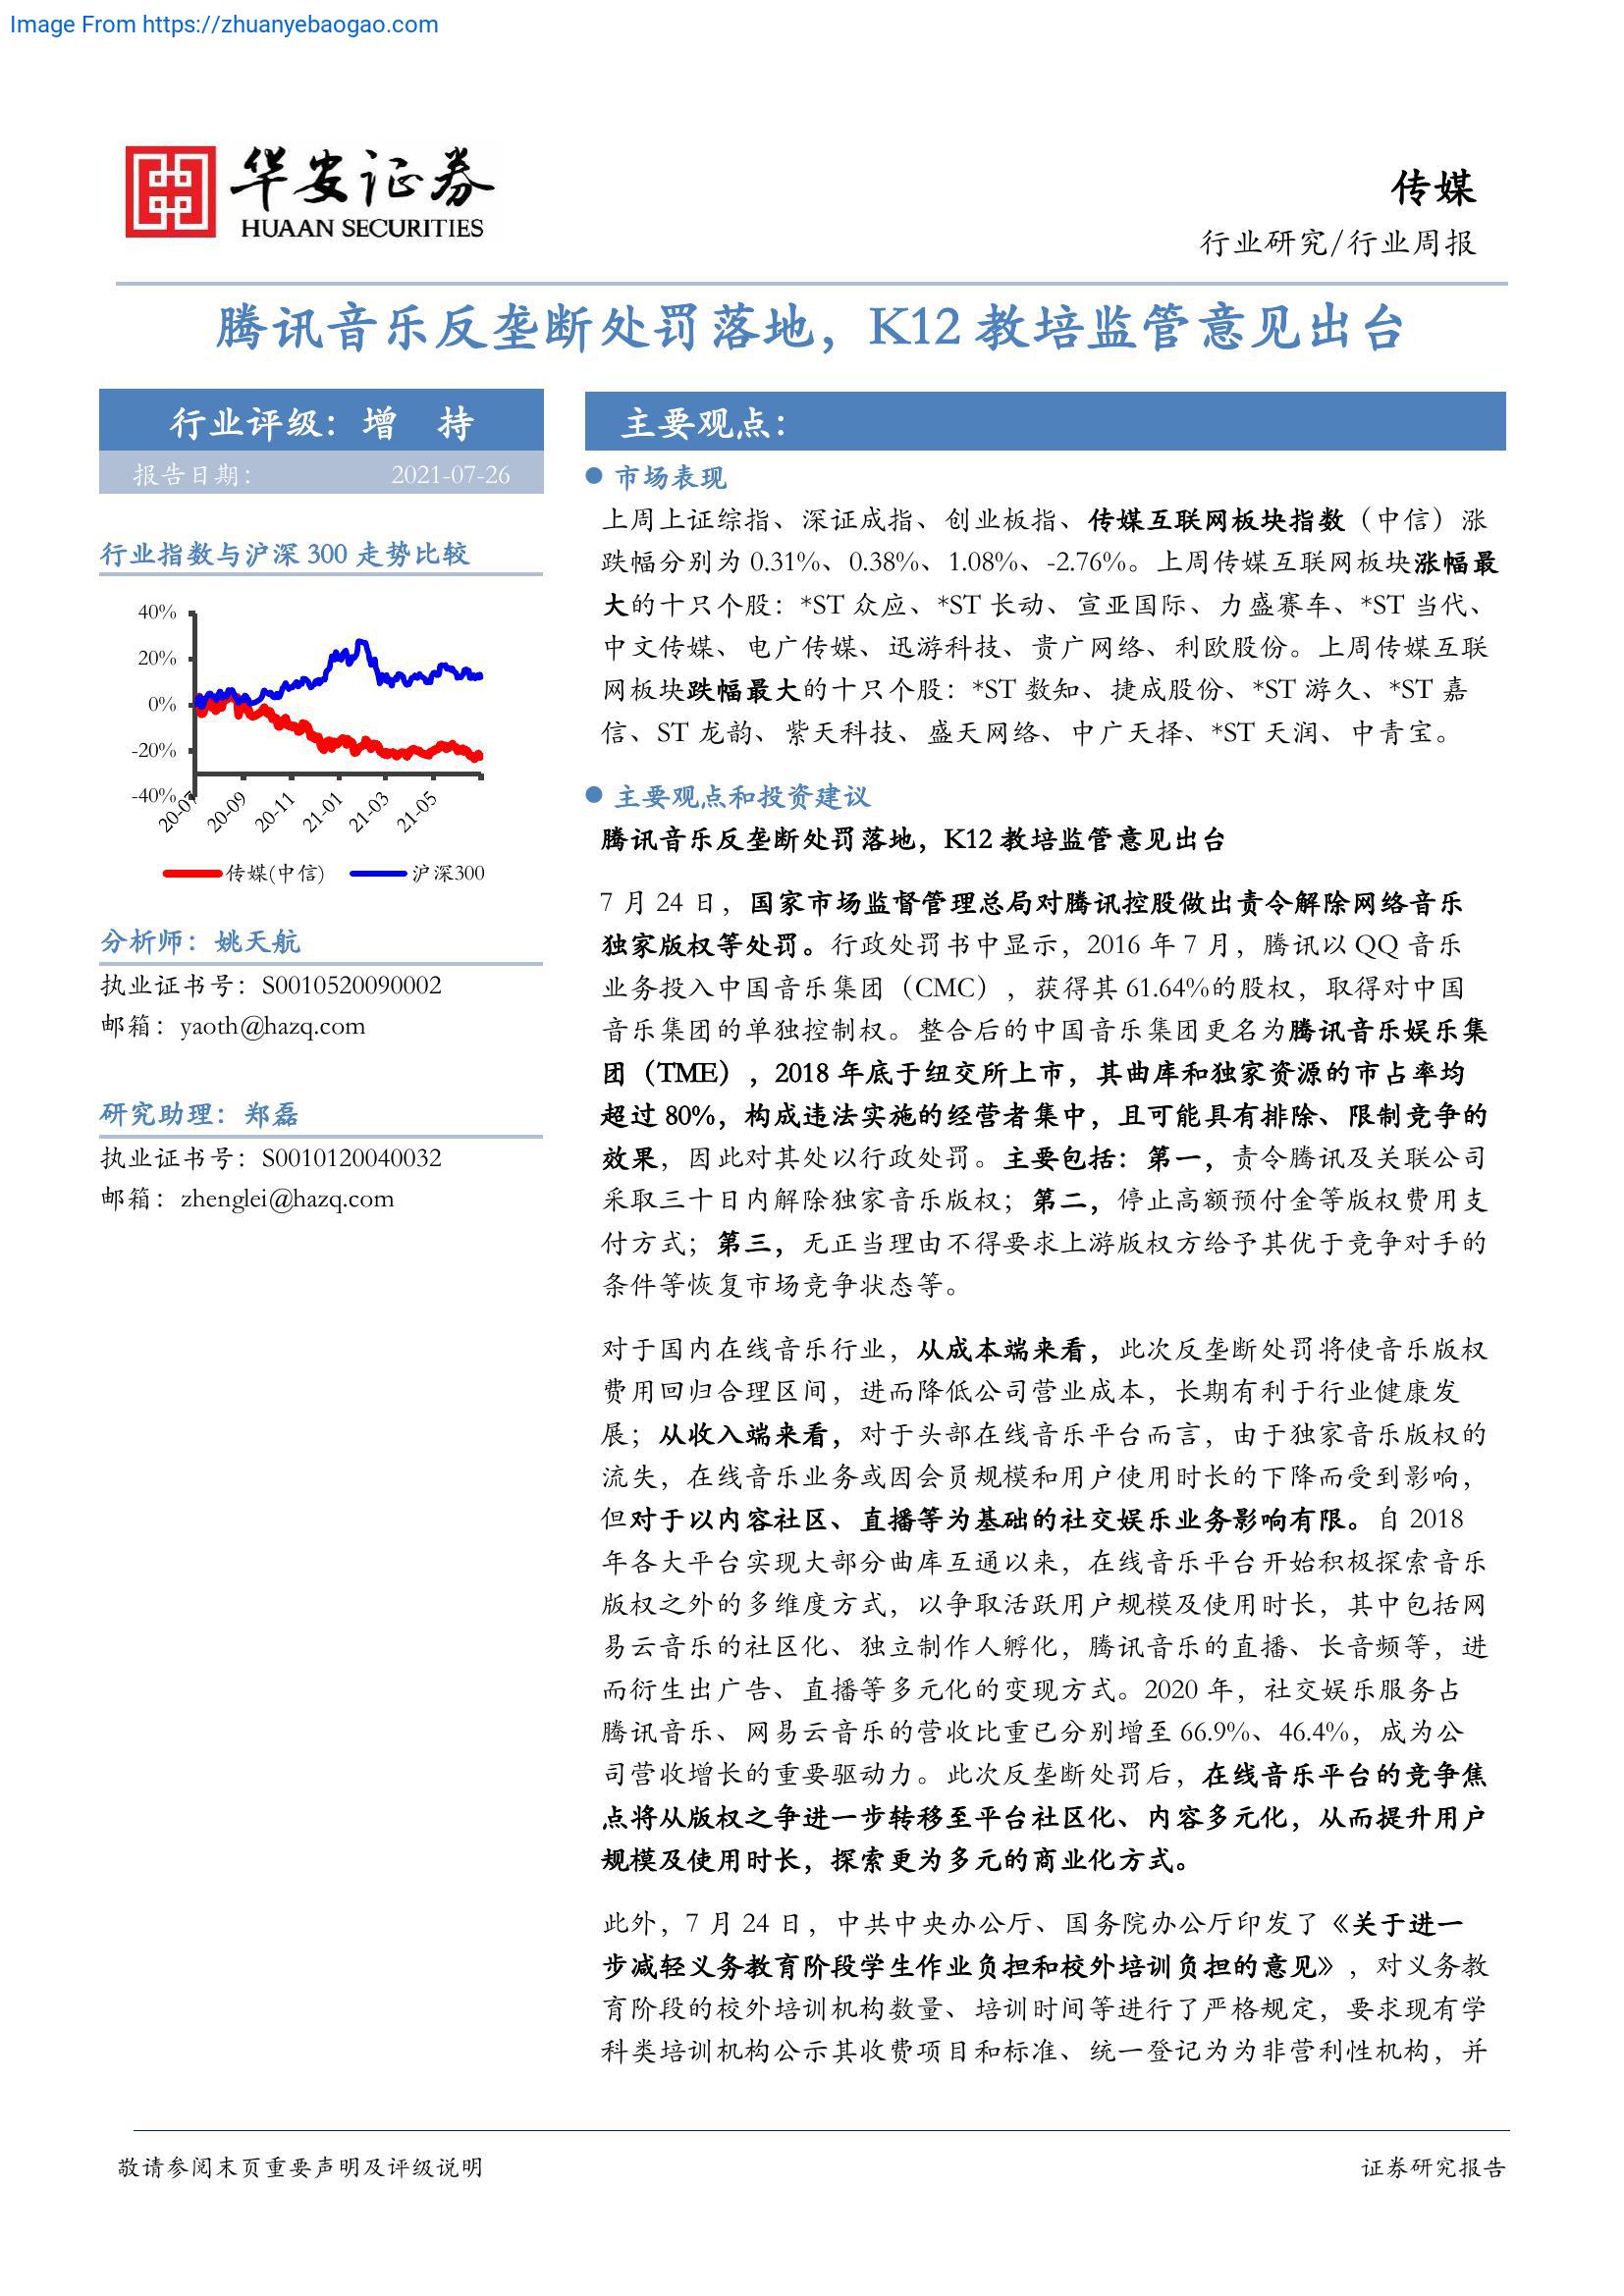 Image From https://zhuanyebaogao.com
华安证券
HUAAN SECURITIES
传媒
行业研究/行业周报
腾讯音乐反垄断处罚落地，K12 教培监管意见出台
行业评级：增 持
报告日期： 2021-07-26
行业指数与沪深 300 走势比较
40%
20%
0%
-20%
-40%
20-07
20-09
20-11
21-01
21-03
21-05
传媒(中信)
沪深300
分析师：姚天航
执业证书号：S0010520090002
邮箱：yaoth@hazq.com
研究助理：郑磊
执业证书号：S0010120040032
邮箱：zhenglei@hazq.com
主要观点：
市场表现
上周上证综指、深证成指、创业板指、传媒互联网板块指数（中信）涨
跌幅分别为 0.31%、0.38%、1.08%、-2.76%。上周传媒互联网板块涨幅最
大的十只个股：*ST 众应、*ST 长动、宣亚国际、力盛赛车、*ST 当代、
中文传媒、电广传媒、迅游科技、贵广网络、利欧股份。上周传媒互联
网板块跌幅最大的十只个股：*ST 数知、捷成股份、*ST 游久、*ST 嘉
信、ST 龙韵、紫天科技、盛天网络、中广天择、*ST 天润、中青宝。
主要观点和投资建议
腾讯音乐反垄断处罚落地，K12 教培监管意见出台
7 月 24 日，国家市场监督管理总局对腾讯控股做出责令解除网络音乐
独家版权等处罚。行政处罚书中显示，2016 年 7 月，腾讯以 QQ 音乐
业务投入中国音乐集团（CMC），获得其 61.64%的股权，取得对中国
音乐集团的单独控制权。整合后的中国音乐集团更名为腾讯音乐娱乐集
团（TME），2018 年底于纽交所上市，其曲库和独家资源的市占率均
超过 80%，构成违法实施的经营者集中，且可能具有排除、限制竞争的
效果，因此对其处以行政处罚。主要包括：第一，责令腾讯及关联公司
采取三十日内解除独家音乐版权；第二，停止高额预付金等版权费用支
付方式；第三，无正当理由不得要求上游版权方给予其优于竞争对手的
条件等恢复市场竞争状态等。
对于国内在线音乐行业，从成本端来看，此次反垄断处罚将使音乐版权
费用回归合理区间，进而降低公司营业成本，长期有利于行业健康发
展；从收入端来看，对于头部在线音乐平台而言，由于独家音乐版权的
流失，在线音乐业务或因会员规模和用户使用时长的下降而受到影响，
但对于以内容社区、直播等为基础的社交娱乐业务影响有限。自 2018
年各大平台实现大部分曲库互通以来，在线音乐平台开始积极探索音乐
版权之外的多维度方式，以争取活跃用户规模及使用时长，其中包括网
易云音乐的社区化、独立制作人孵化，腾讯音乐的直播、长音频等，进
而衍生出广告、直播等多元化的变现方式。2020 年，社交娱乐服务占
腾讯音乐、网易云音乐的营收比重已分别增至 66.9%、46.4%，成为公
司营收增长的重要驱动力。此次反垄断处罚后，在线音乐平台的竞争焦
点将从版权之争进一步转移至平台社区化、内容多元化，从而提升用户
规模及使用时长，探索更为多元的商业化方式。
此外，7 月 24 日，中共中央办公厅、国务院办公厅印发了《关于进一
步减轻义务教育阶段学生作业负担和校外培训负担的意见》，对义务教
育阶段的校外培训机构数量、培训时间等进行了严格规定，要求现有学
科类培训机构公示其收费项目和标准、统一登记为为非营利性机构，并
敬请参阅末页重要声明及评级说明
证券研究报告